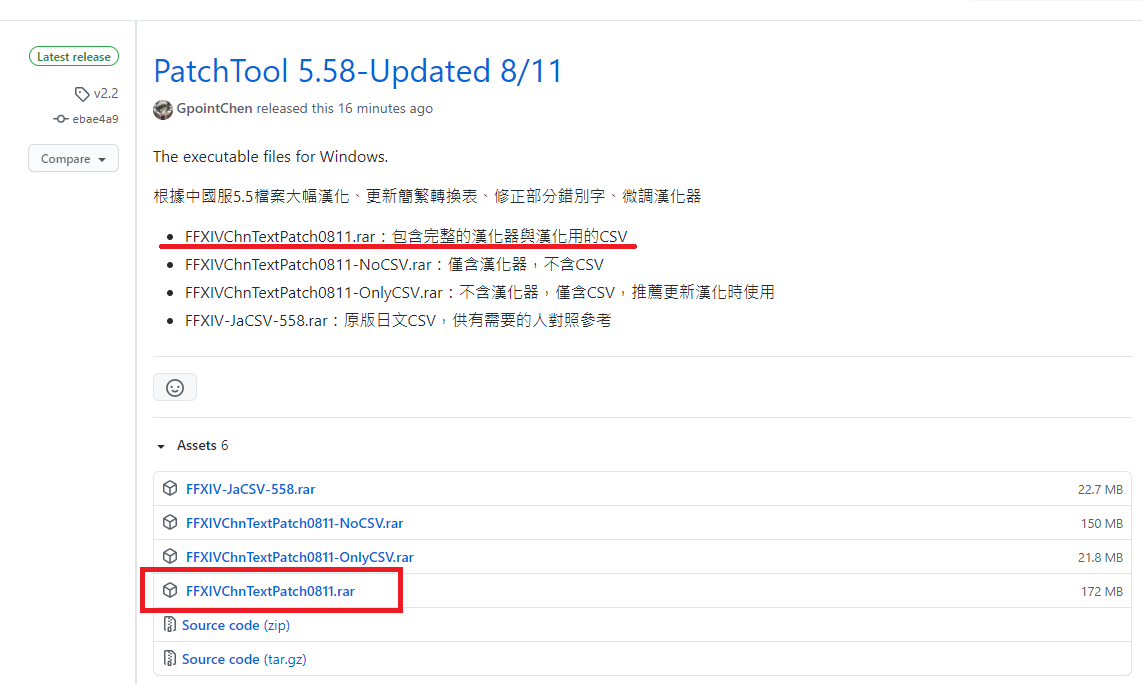 Latest release
v2.2
ebae4a9
Compare
PatchTool 5.58-Updated 8/11
GpointChen released this 16 minutes ago
The executable files for Windows.
根據中國服5.5檔案大幅漢化、更新簡繁轉換表、修正部分錯別字、微調漢化器
FFXIVChnTextPatch0811.rar：包含完整的漢化器與漢化用的CSV
FFXIVChnTextPatch0811-NoCSV.rar：僅含漢化器，不含CSV
FFXIVChnTextPatch0811-OnlyCSV.rar：不含漢化器，僅含CSV，推薦更新漢化時使用
FFXIV-JaCSV-558.rar：原版日文CSV，供有需要的人對照參考
Assets 6
FFXIV-JaCSV-558.rar 22.7 MB
FFXIVChnTextPatch0811-NoCSV.rar 150 MB
FFXIVChnTextPatch0811-OnlyCSV.rar 21.8 MB
FFXIVChnTextPatch0811.rar 172 MB
Source code (zip)
Source code (tar.gz)